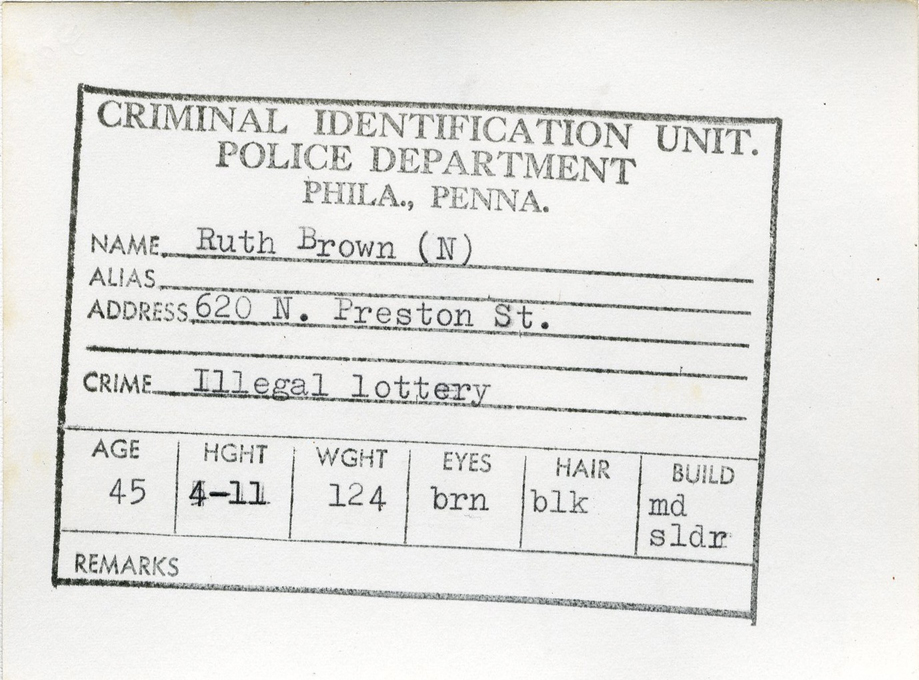 CRIMINAL IDENTIFICATION UNIT.
POLICE DEPARTMENT
PHILA., PENNA.
NAME Ruth Brown (N)
ALIAS
ADDRESS 620 N. Preston St.
CRIME Illegal lottery
AGE HGHT WGHT EYES HAIR BUILD
45 4-11 124 brn blk md
sldr
REMARKS